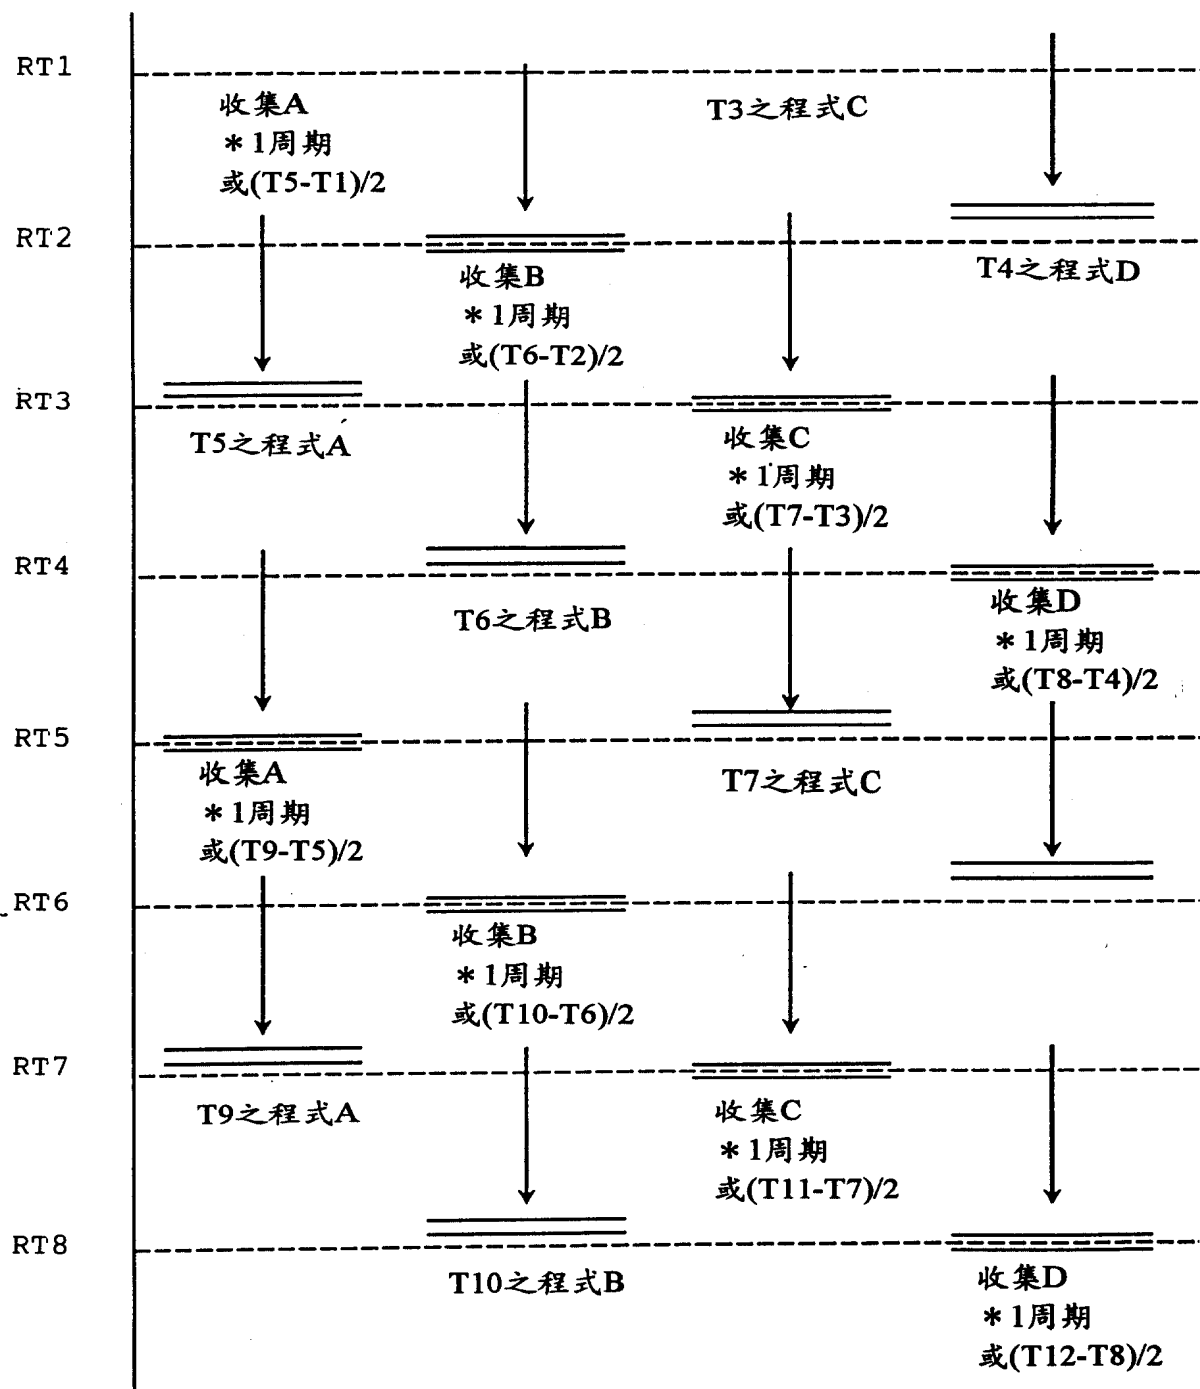 RT1
收集A
＊1周期
或(T5-T1)/2
T3之程式C
RT2
收集B
＊1周期
或(T6-T2)/2
T4之程式D
RT3
T5之程式A
收集C
＊1周期
或(T7-T3)/2
RT4
T6之程式B
收集D
＊1周期
或(T8-T4)/2
RT5
收集A
＊1周期
或(T9-T5)/2
T7之程式C
RT6
收集B
＊1周期
或(T10-T6)/2
RT7
T9之程式A
收集C
＊1周期
或(T11-T7)/2
RT8
T10之程式B
收集D
＊1周期
或(T12-T8)/2